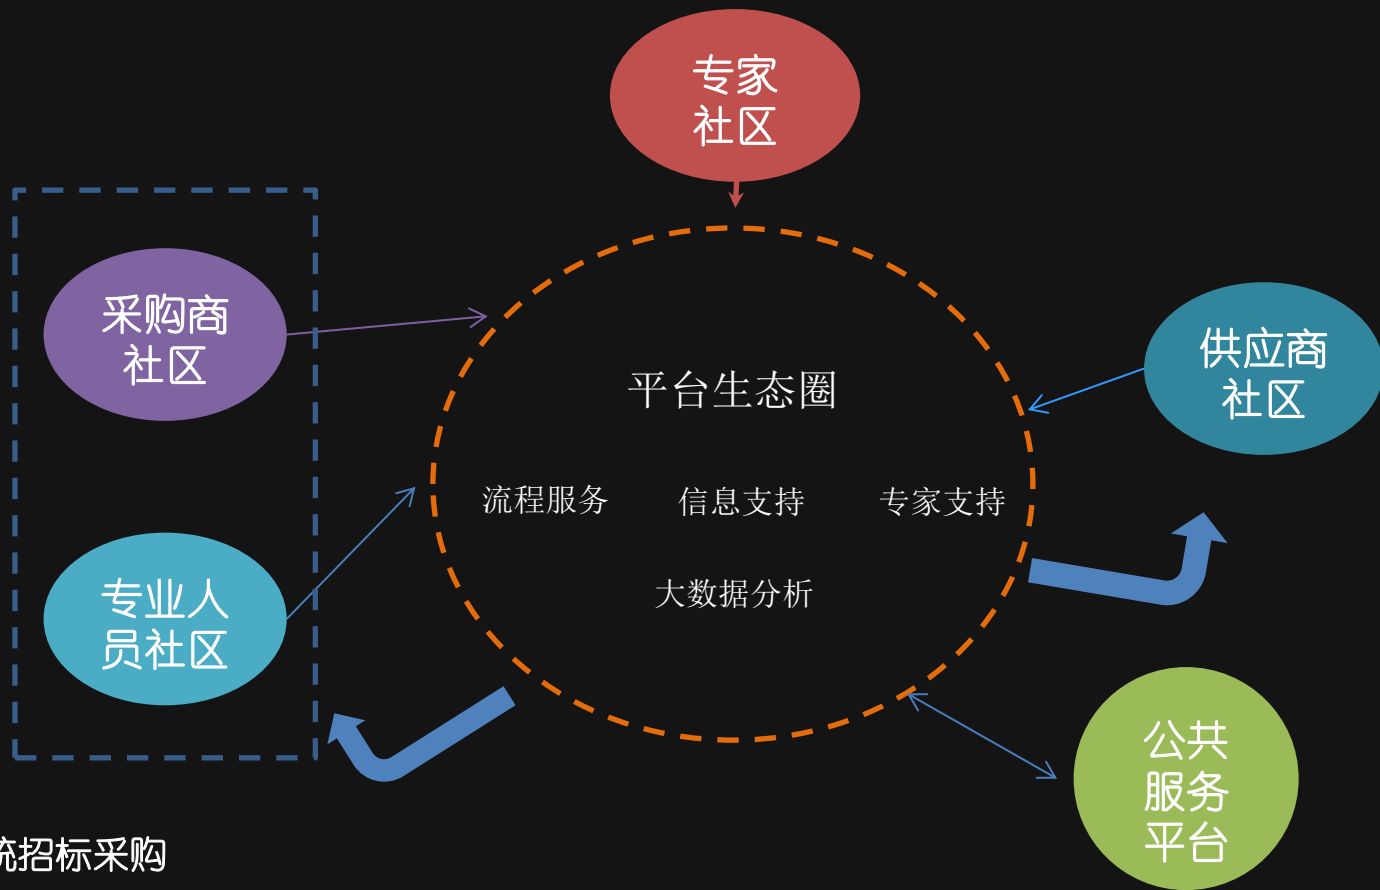 专家
社区
采购商
社区
供应商
社区
平台生态圈
流程服务 信息支持 专家支持
大数据分析
专业人
员社区
公共
服务
平台
招标采购